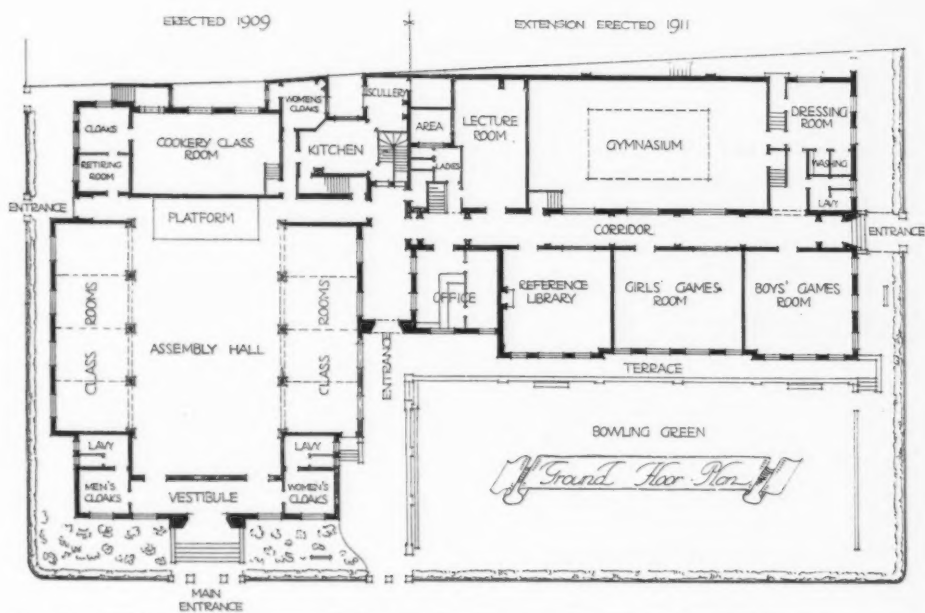 ERECTED 1909
EXTENSION ERECTED 1911
WOMEN'S
CLOAKS
SCULLERY
CLOAKS
COOKERY CLASS
ROOM
RETIRING
ROOM
KITCHEN
AREA
LADIES
LECTURE
ROOM
GYMNASIUM
DRESSING
ROOM
WASHING
LAVY
ENTRANCE
PLATFORM
CORRIDOR
ENTRANCE
CLASS ROOMS
ASSEMBLY HALL
CLASS ROOMS
OFFICE
REFERENCE
LIBRARY
GIRLS' GAMES
ROOM
BOYS' GAMES
ROOM
ENTRANCE
TERRACE
BOWLING GREEN
Ground Floor Plan
LAVY
LAVY
MEN'S
CLOAKS
VESTIBULE
WOMEN'S
CLOAKS
MAIN
ENTRANCE